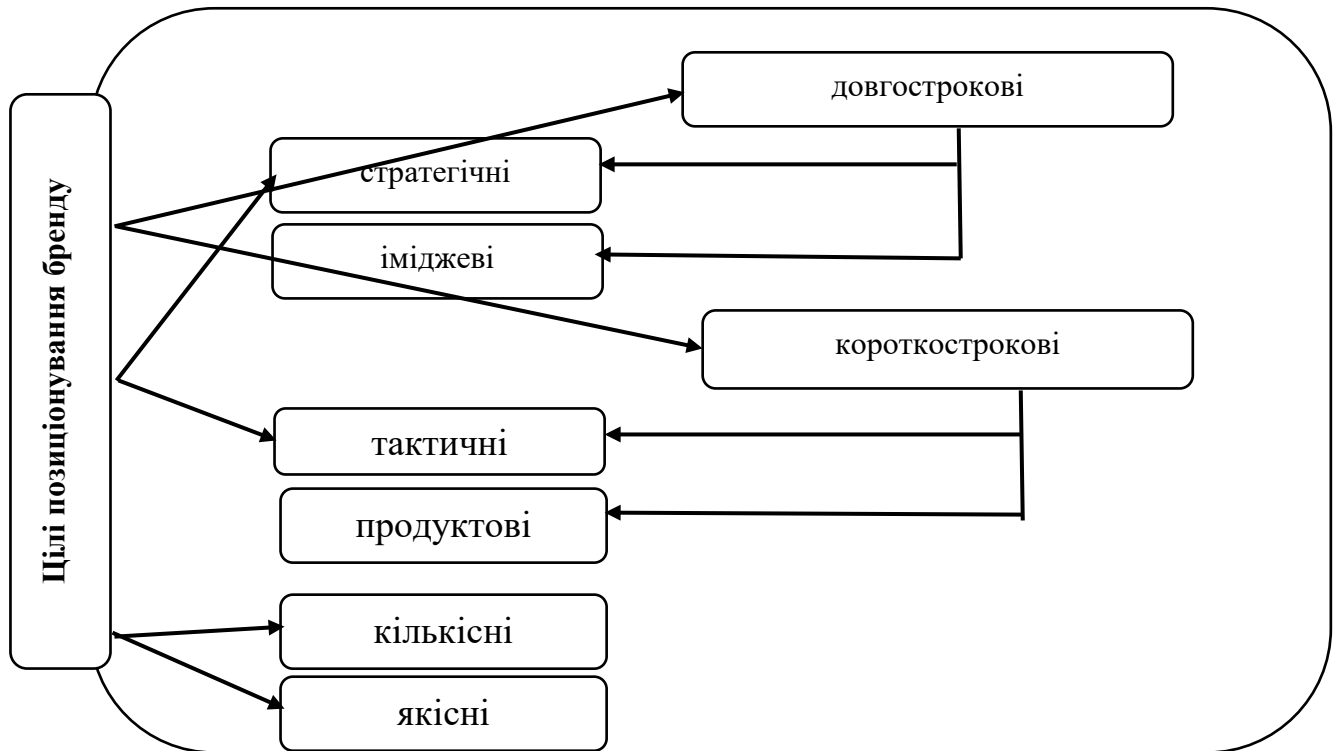 Цілі позиціонування бренду
довгострокові
стратегічні
іміджеві
короткострокові
тактичні
продуктові
кількісні
якісні